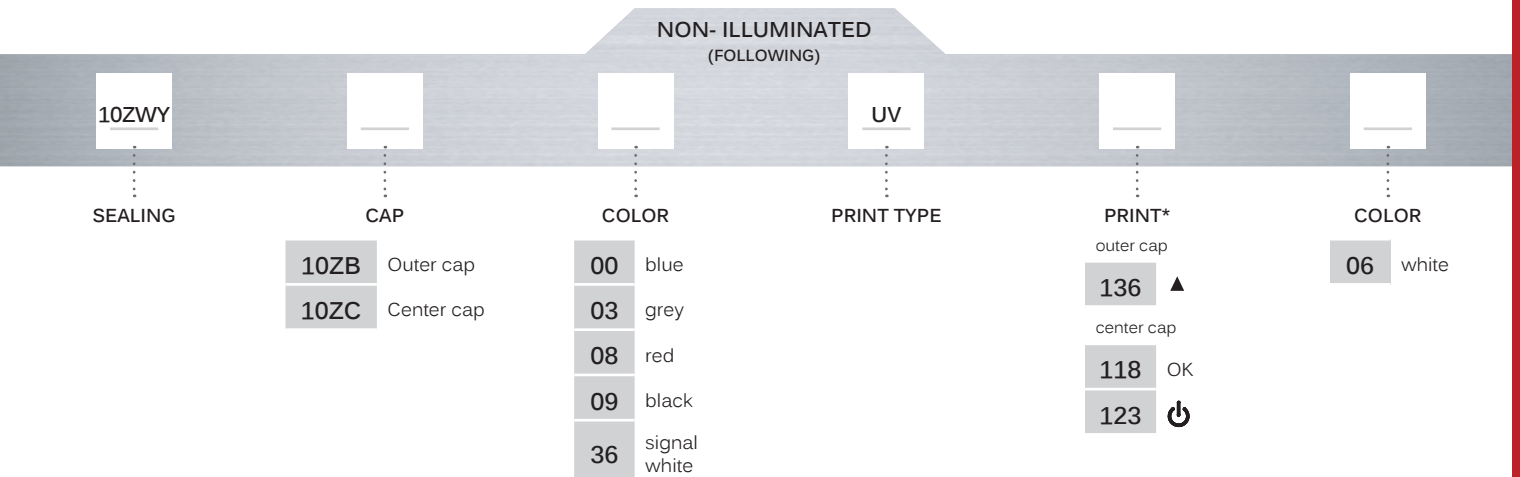 NON- ILLUMINATED
(FOLLOWING)
10ZWY
UV
SEALING
CAP
COLOR
PRINT TYPE
PRINT*
COLOR
10ZB Outer cap
10ZC Center cap
00 blue
03 grey
08 red
09 black
36 signal
white
outer cap
136 ▲
center cap
118 OK
123 ⏻
06 white